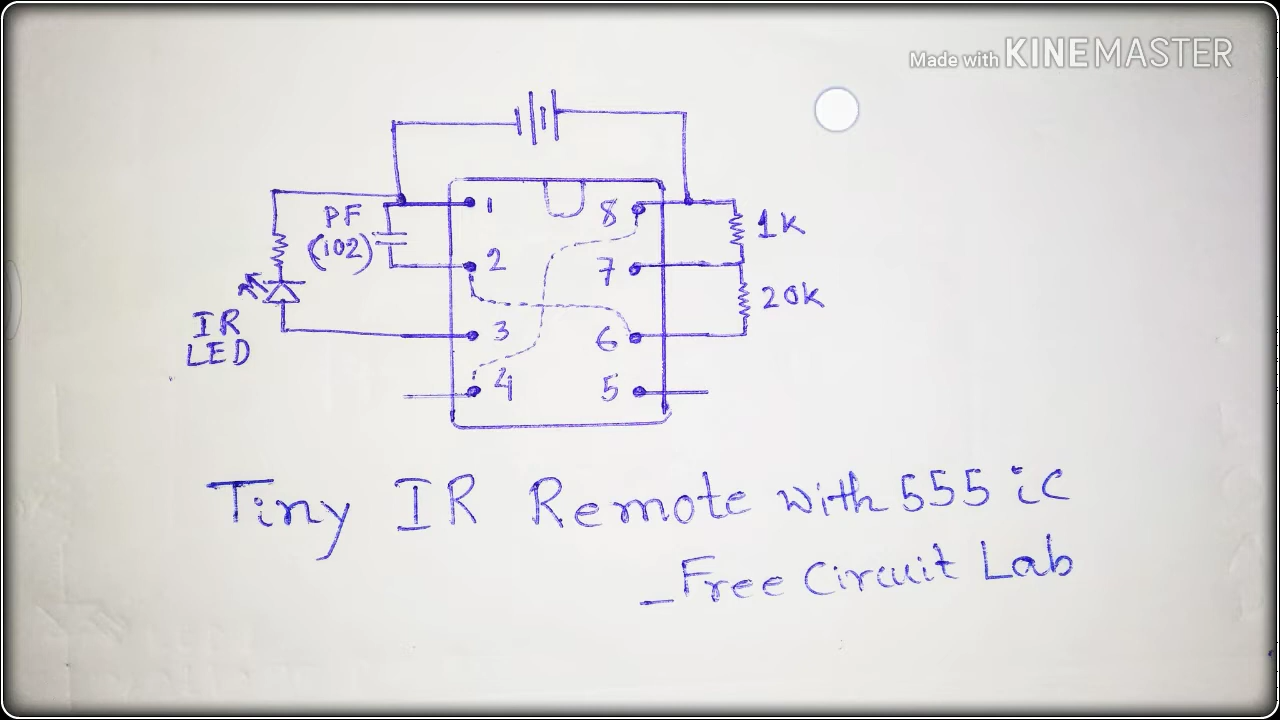 Made with KINEMASTER
PF
(102)
1
8
1K
2
7
20K
IR
LED
3
6
4
5
Tiny IR Remote with 555 ic
_Free Circuit Lab